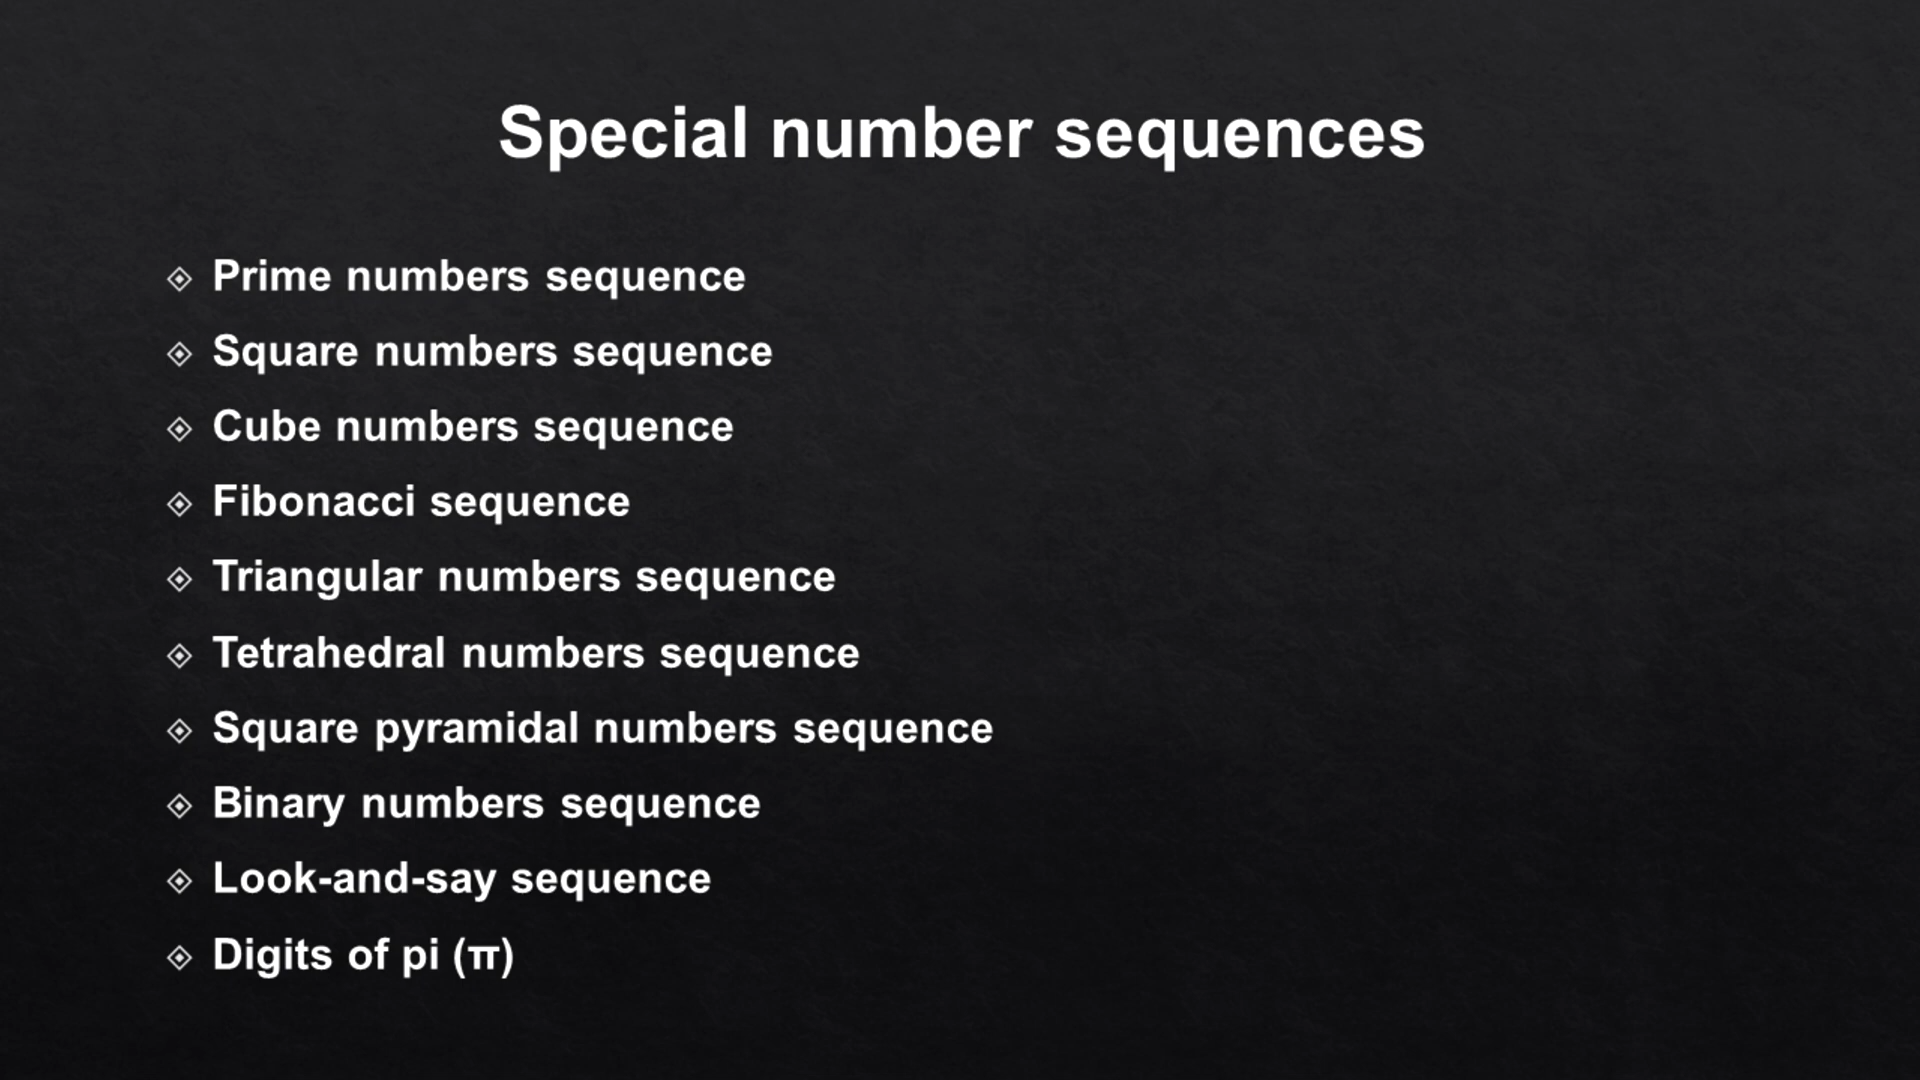 Special number sequences
Prime numbers sequence
Square numbers sequence
Cube numbers sequence
Fibonacci sequence
Triangular numbers sequence
Tetrahedral numbers sequence
Square pyramidal numbers sequence
Binary numbers sequence
Look-and-say sequence
Digits of pi (π)